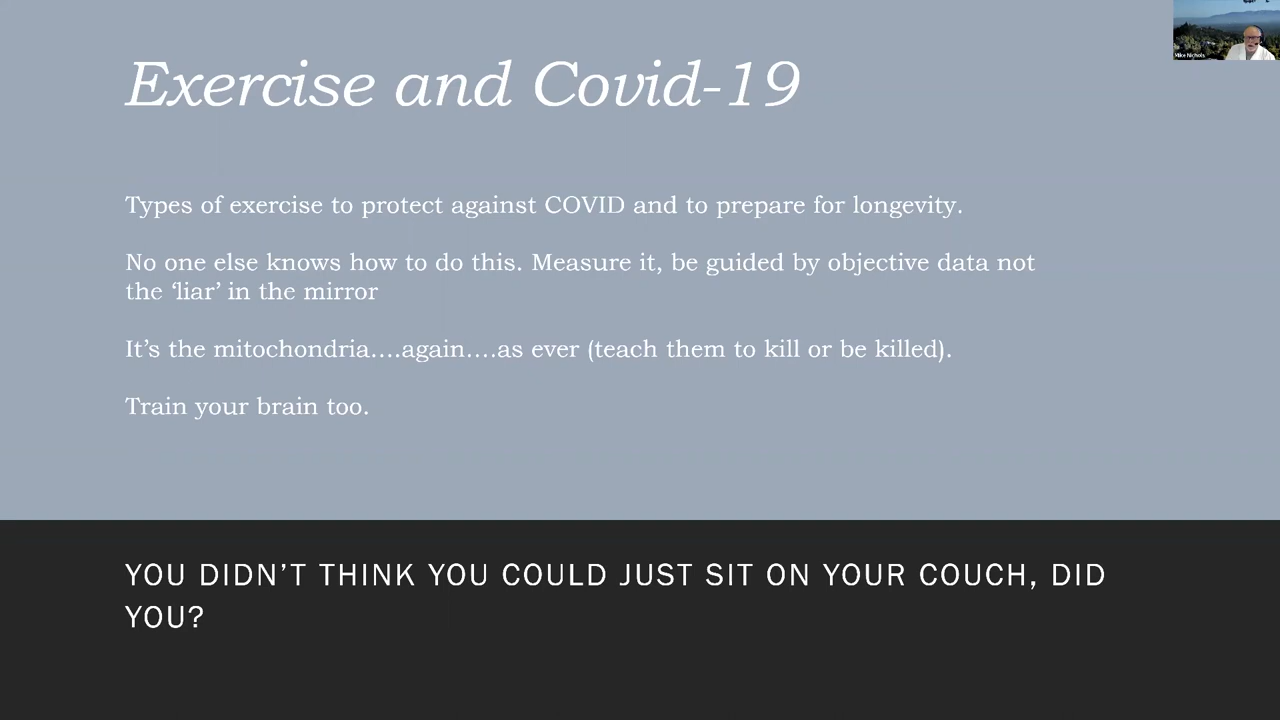 Exercise and Covid-19
Mike Nichols
Types of exercise to protect against COVID and to prepare for longevity.
No one else knows how to do this. Measure it, be guided by objective data not
the ‘liar’ in the mirror
It’s the mitochondria….again….as ever (teach them to kill or be killed).
Train your brain too.
YOU DIDN’T THINK YOU COULD JUST SIT ON YOUR COUCH, DID
YOU?